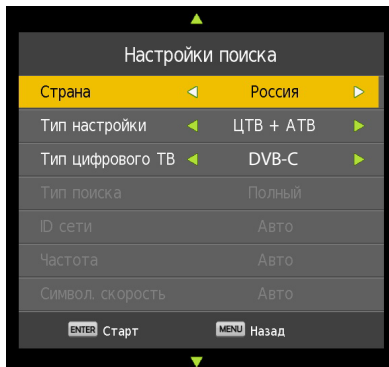 Настройки поиска
Страна Россия
Тип настройки ЦТВ + АТВ
Тип цифрового ТВ DVB-C
Тип поиска Полный
ID сети Авто
Частота Авто
Символ. скорость Авто
ENTER Старт MENU Назад